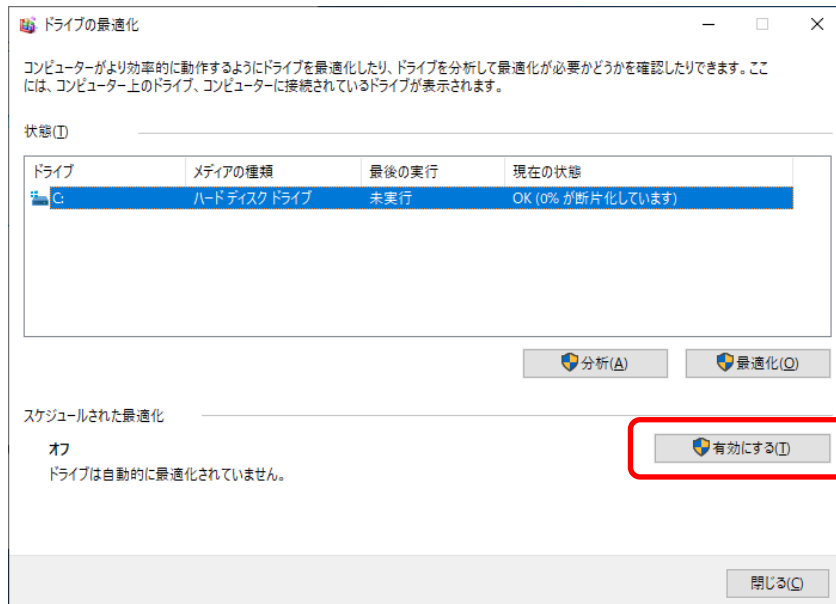 ドライブの最適化
コンピューターがより効率的に動作するようにドライブを最適化したり、ドライブを分析して最適化が必要かどうかを確認したりできます。ここ
には、コンピューター上のドライブ、コンピューターに接続されているドライブが表示されます。
状態(T)
ドライブ メディアの種類 最後の実行 現在の状態
C: ハード ディスク ドライブ 未実行 OK (0% が断片化しています)
分析(A) 最適化(O)
スケジュールされた最適化
オフ
有効にする(T)
ドライブは自動的に最適化されていません。
閉じる(C)